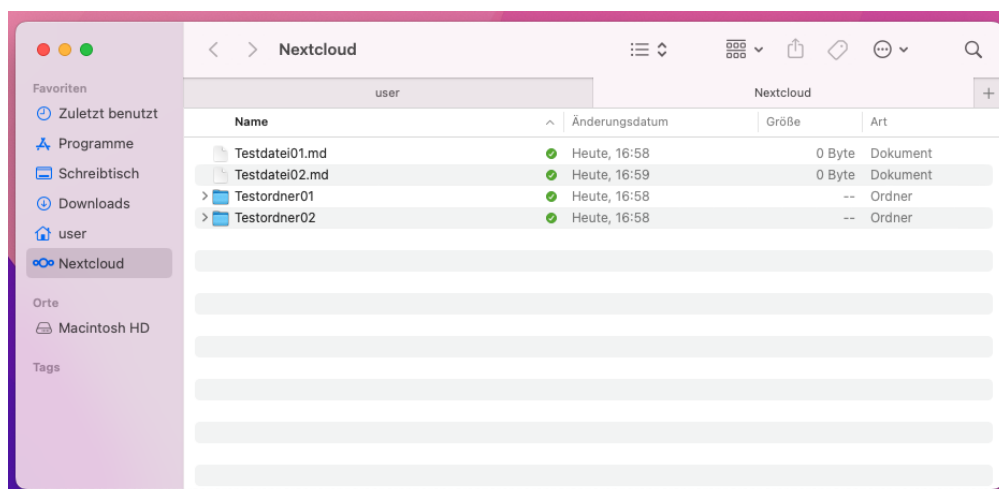 Nextcloud
Favoriten
Zuletzt benutzt
Programme
Schreibtisch
Downloads
user
Nextcloud
Orte
Macintosh HD
Tags
user
Nextcloud
Name Änderungsdatum Größe Art
Testdatei01.md Heute, 16:58 0 Byte Dokument
Testdatei02.md Heute, 16:59 0 Byte Dokument
Testordner01 Heute, 16:58 -- Ordner
Testordner02 Heute, 16:58 -- Ordner